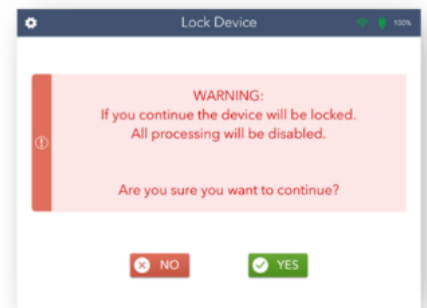 Lock Device
100%
WARNING:
If you continue the device will be locked.
All processing will be disabled.
Are you sure you want to continue?
NO
YES